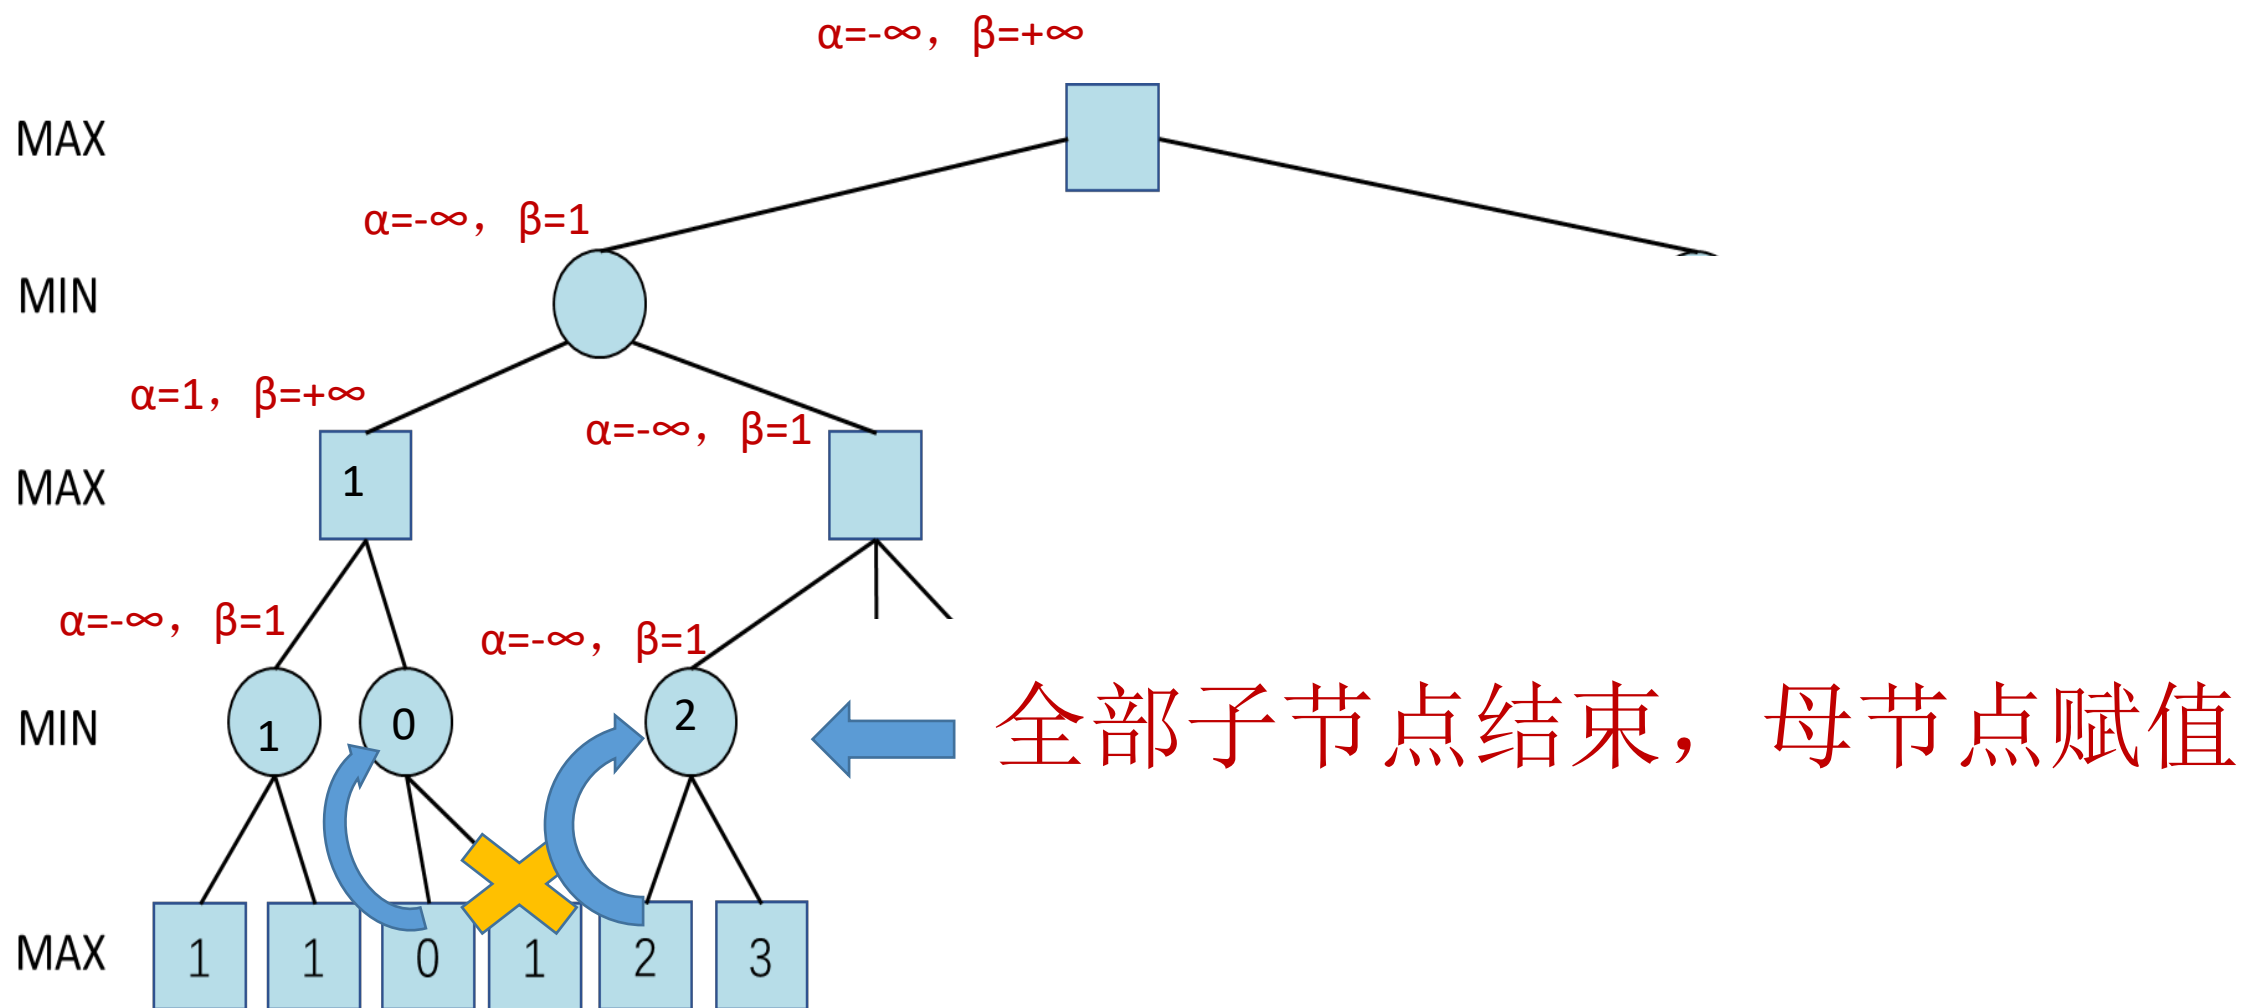 α=-∞，β=+∞
MAX
α=-∞，β=1
MIN
α=1，β=+∞
α=-∞，β=1
MAX
1
α=-∞，β=1
α=-∞，β=1
MIN
1
0
2
全部子节点结束，母节点赋值
MAX
1
1
0
1
2
3